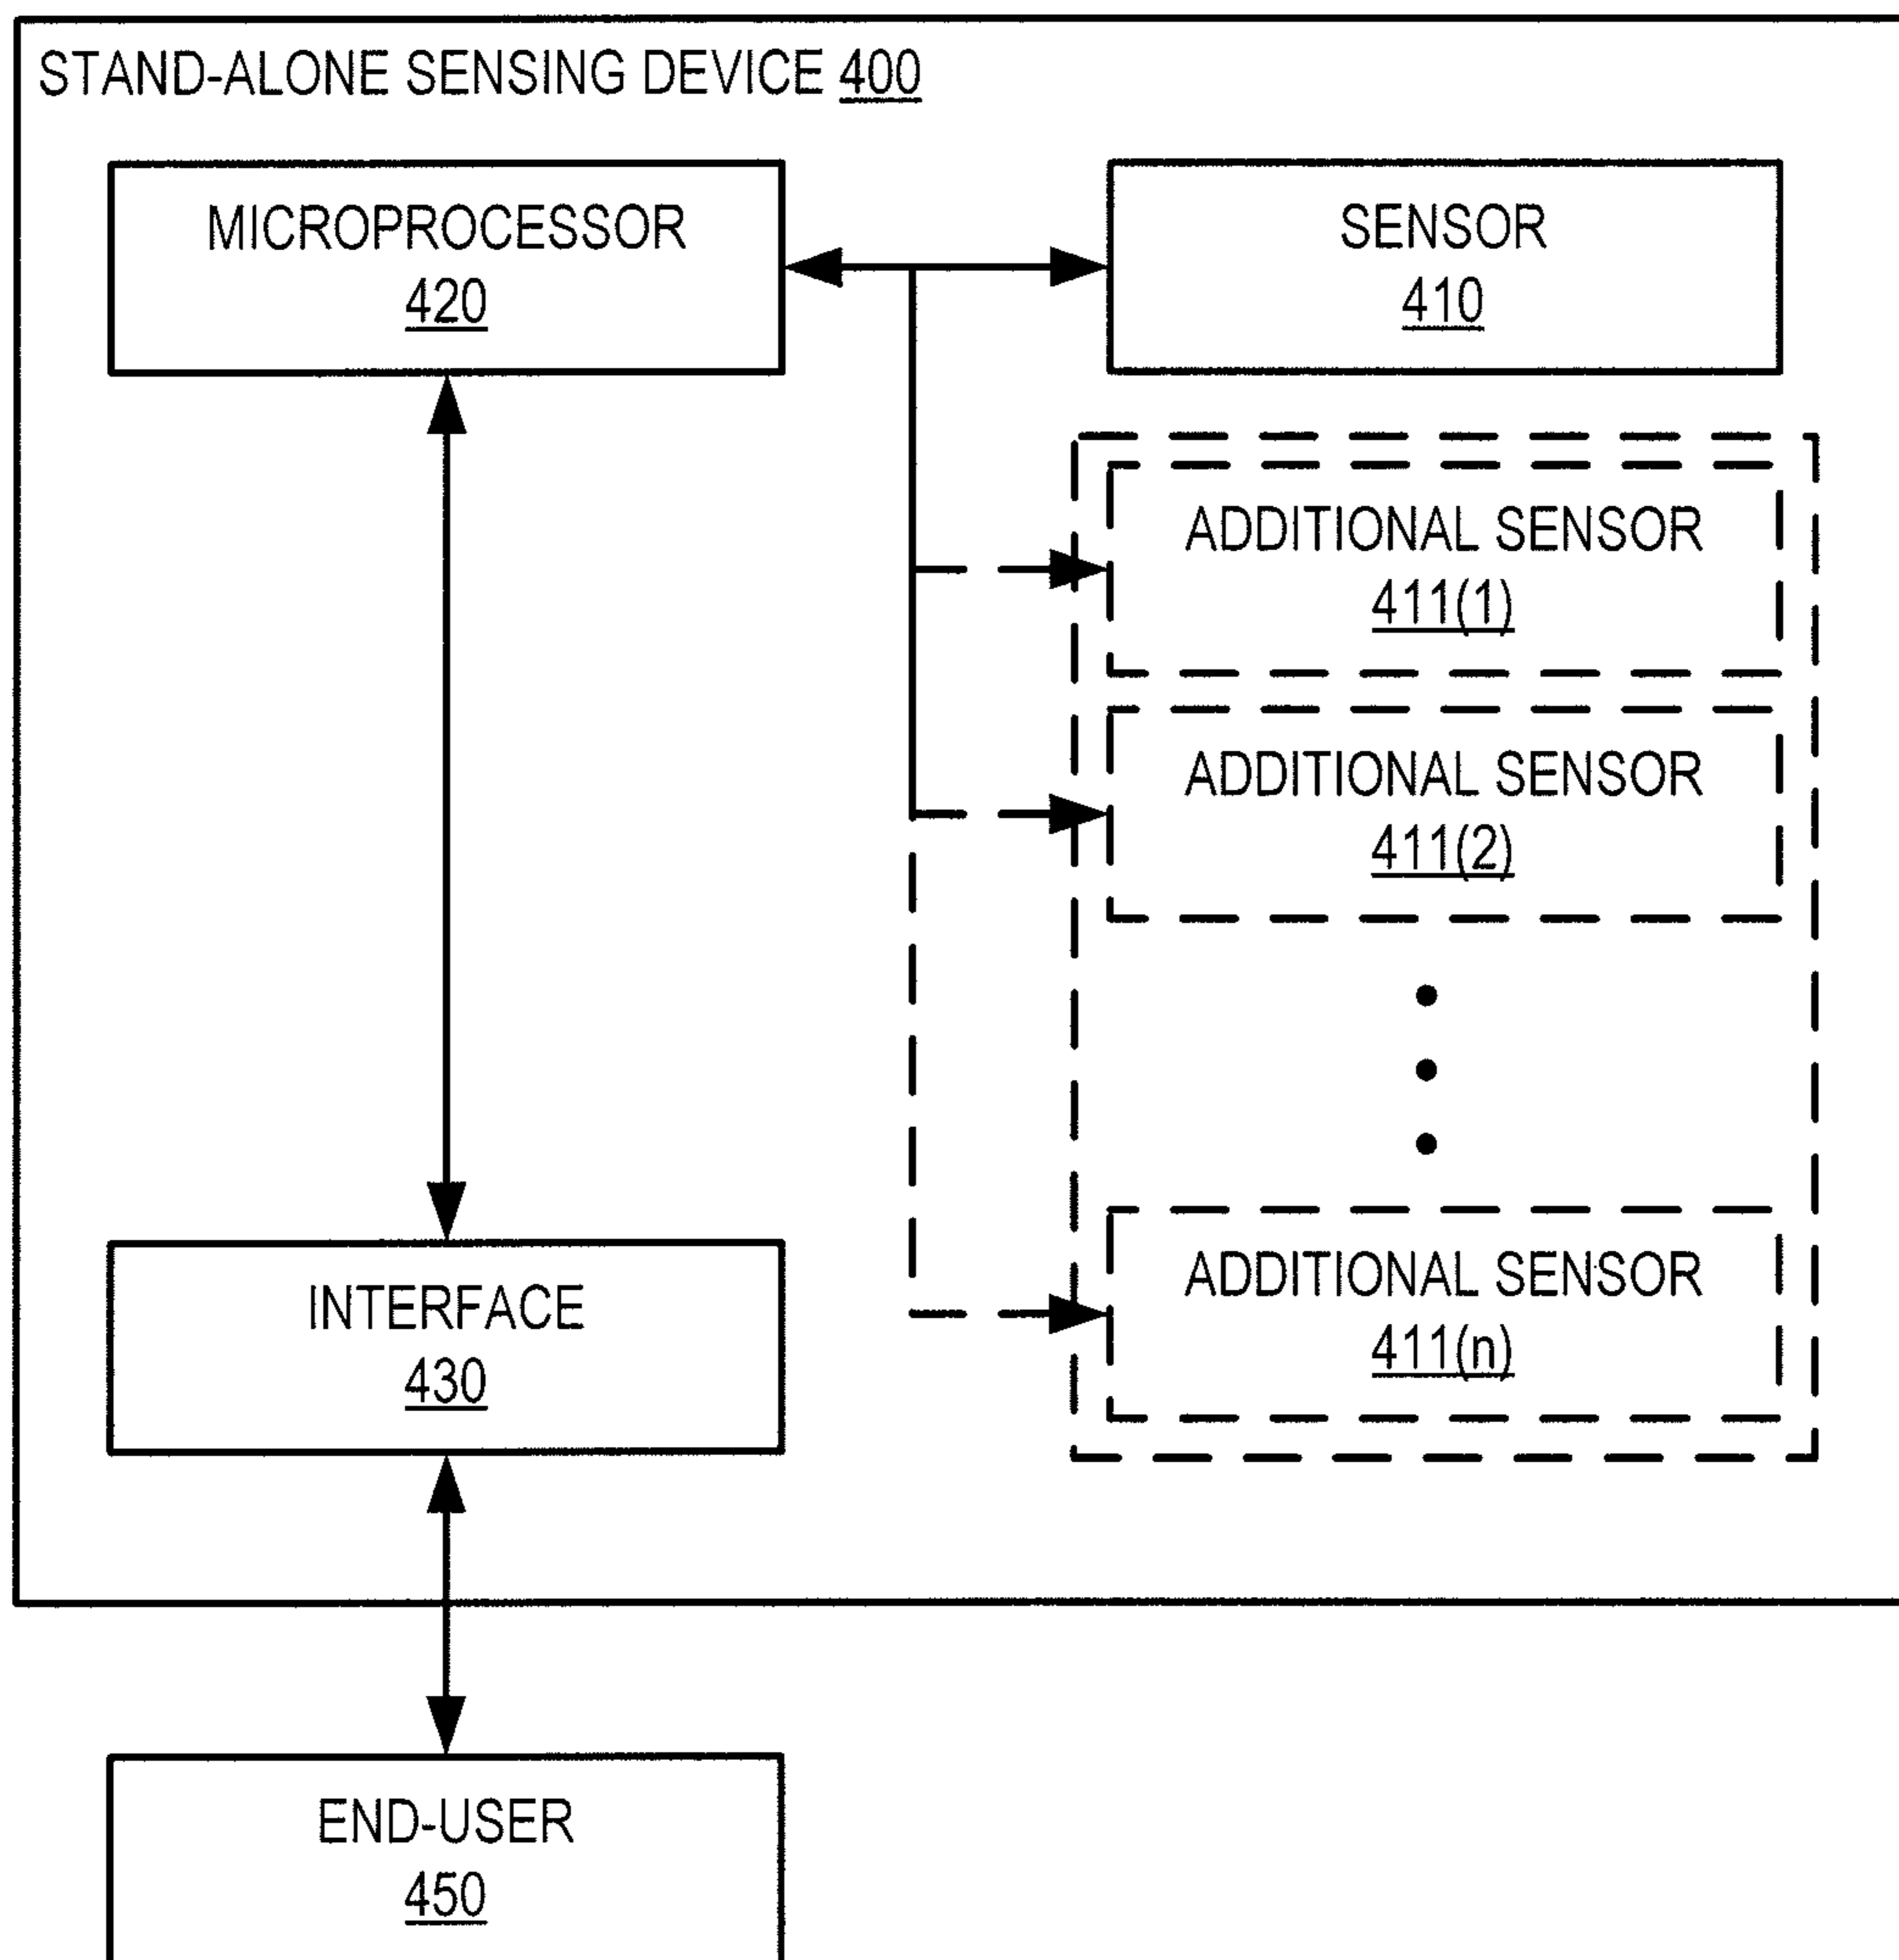 STAND-ALONE SENSING DEVICE 400
MICROPROCESSOR
420
SENSOR
410
ADDITIONAL SENSOR
411(1)
ADDITIONAL SENSOR
411(2)
ADDITIONAL SENSOR
411(n)
INTERFACE
430
END-USER
450